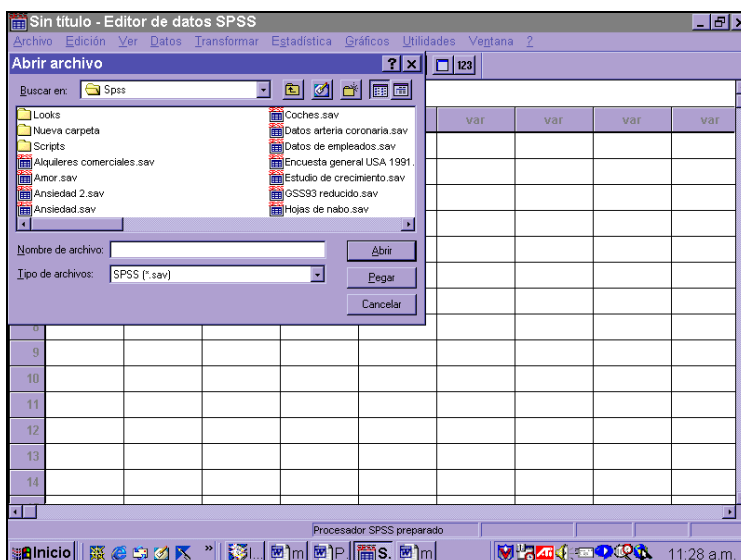 Sin título - Editor de datos SPSS
Archivo Edición Ver Datos Transformar Estadística Gráficos Utilidades Ventana ?
Abrir archivo
Buscar en: Spss
123
Looks
Nueva carpeta
Scripts
Alquileres comerciales.sav
Amor.sav
Ansiedad 2.sav
Ansiedad.sav
Coches.sav
Datos arteria coronaria.sav
Datos de empleados.sav
Encuesta general USA 1991.
Estudio de crecimiento.sav
GSS93 reducido.sav
Hojas de nabo.sav
Nombre de archivo:
Abrir
Tipo de archivos: SPSS (*.sav)
Pegar
Cancelar
var var var var
8
9
10
11
12
13
14
Procesador SPSS preparado
Inicio » I... m P. S. m 11:28 a.m.